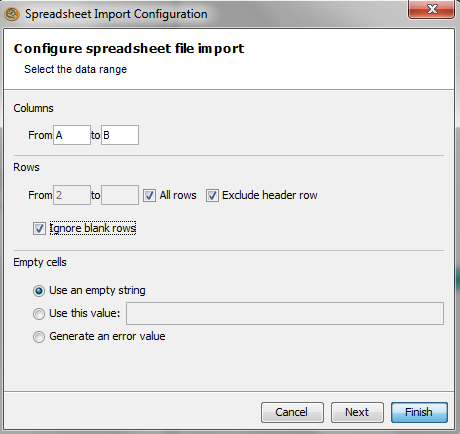 Spreadsheet Import Configuration
Configure spreadsheet file import
Select the data range
Columns
From A to B
Rows
From 2 to All rows Exclude header row
Ignore blank rows
Empty cells
Use an empty string
Use this value:
Generate an error value
Cancel Next Finish